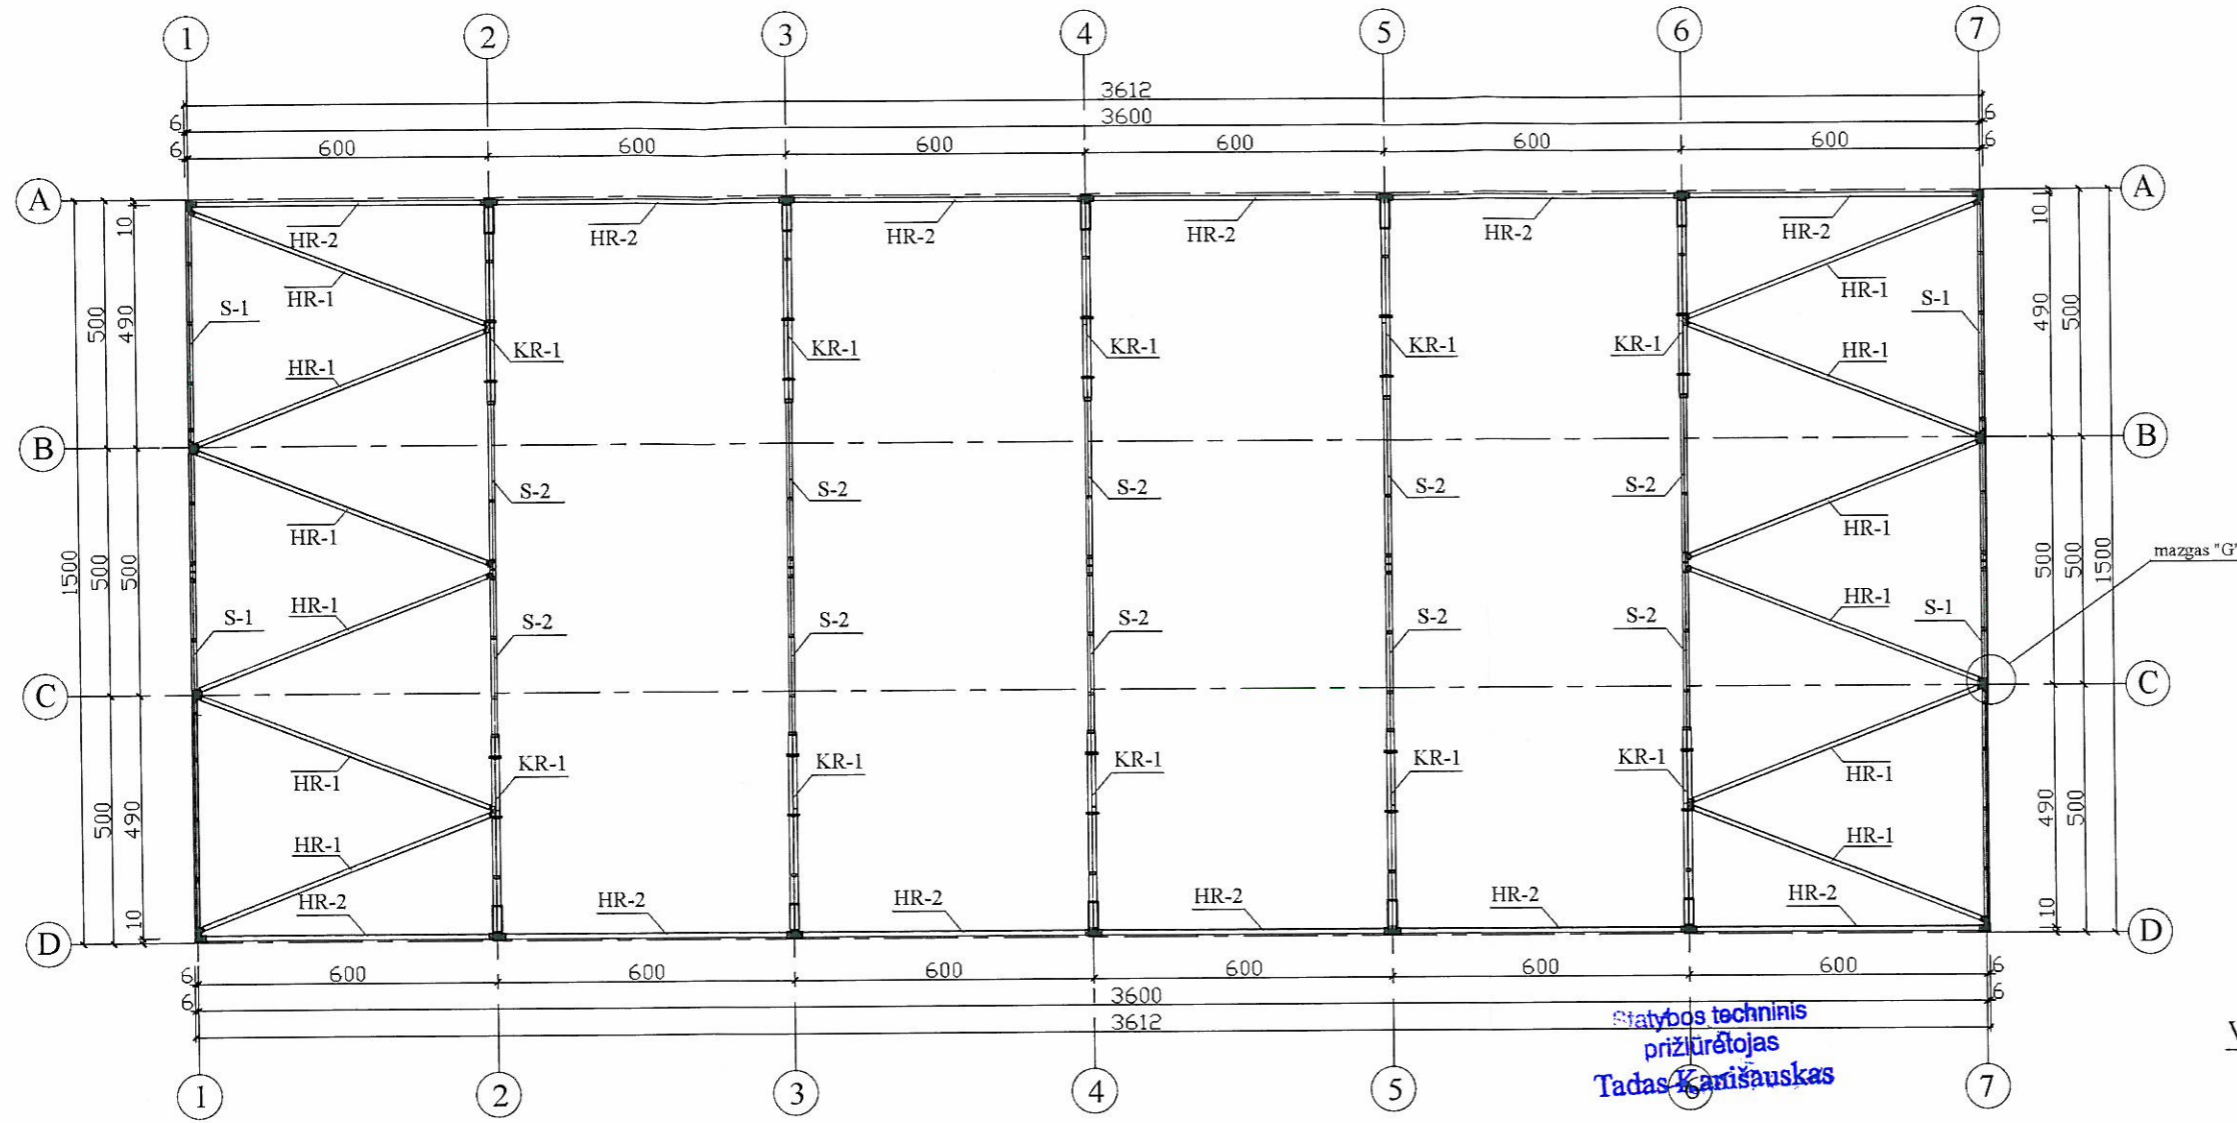 1 2 3 4 5 6 7
3612
6 3600 6
6 600 600 600 600 600 600 6
A A
10 10
HR-2 HR-2 HR-2 HR-2 HR-2 HR-2
HR-1 HR-1
S-1 S-1
500 490 490 500
KR-1 KR-1 KR-1 KR-1 KR-1
HR-1 HR-1
B B
S-2 S-2 S-2 S-2 S-2
HR-1 HR-1
mazgas "G"
1500 500 500 500 500 1500
HR-1 HR-1
S-1 S-1
S-2 S-2 S-2 S-2 S-2
C C
KR-1 KR-1 KR-1 KR-1 KR-1
HR-1 HR-1
500 490 490 500
HR-1 HR-1
HR-2 HR-2 HR-2 HR-2 HR-2 HR-2
10 10
D D
6 600 600 600 600 600 600 6
6 3600 6
3612
Statybos techninis
prižiūrėtojas
Tadas Kanišauskas
1 2 3 4 5 6 7